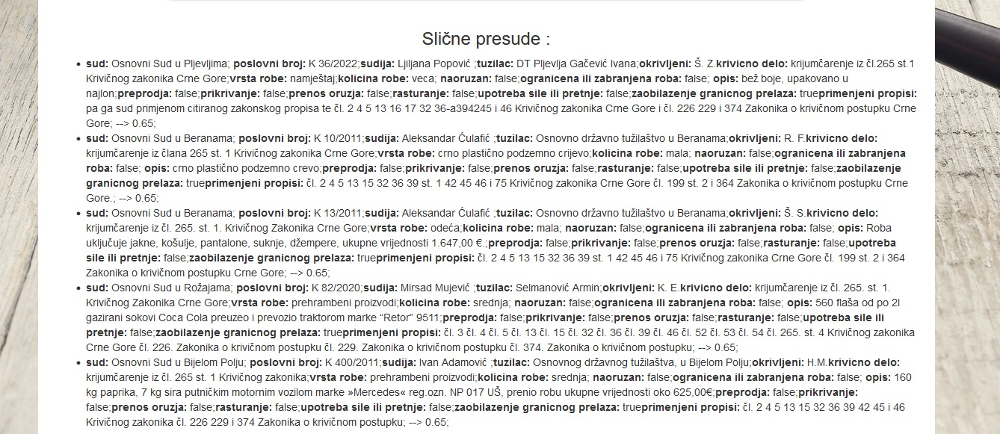 Slične presude :
sud: Osnovni Sud u Pljevljima; poslovni broj: K 36/2022;sudija: Ljiljana Popović ;tuzilac: DT Pljevlja Gačević Ivana;okrivljeni: Š. Z.krivicno delo: krijumčarenje iz čl.265 st.1
Krivičnog zakonika Crne Gore;vrsta robe: namještaj;kolicina robe: veca; naoruzan: false;ogranicena ili zabranjena roba: false; opis: bež boje, upakovano u
najlon;preprodja: false;prikrivanje: false;prenos oruzja: false;rasturanje: false;upotreba sile ili pretnje: false;zaobilazenje granicnog prelaza: trueprimenjeni propisi:
pa ga sud primjenom citiranog zakonskog propisa te čl. 2 4 5 13 16 17 32 36-a394245 i 46 Krivičnog zakonika Crne Gore i čl. 226 229 i 374 Zakonika o krivičnom postupku Crne
Gore; --> 0.65;
sud: Osnovni Sud u Beranama; poslovni broj: K 10/2011;sudija: Aleksandar Ćulafić ;tuzilac: Osnovno državno tužilaštvo u Beranama;okrivljeni: R. F.krivicno delo:
krijumčarenje iz člana 265 st. 1 Krivičnog zakonika Crne Gore;vrsta robe: crno plastično podzemno crijevo;kolicina robe: mala; naoruzan: false;ogranicena ili zabranjena
roba: false; opis: crno plastično podzemno crevo;preprodja: false;prikrivanje: false;prenos oruzja: false;rasturanje: false;upotreba sile ili pretnje: false;zaobilazenje
granicnog prelaza: trueprimenjeni propisi: čl. 2 4 5 13 15 32 36 39 st. 1 42 45 46 i 75 Krivičnog zakonika Crne Gore čl. 199 st. 2 i 364 Zakonika o krivičnom postupku Crne
Gore.; --> 0.65;
sud: Osnovni Sud u Beranama; poslovni broj: K 13/2011;sudija: Aleksandar Ćulafić ;tuzilac: Osnovno državno tužilaštvo u Beranama;okrivljeni: Š. S.krivicno delo:
krijumčarenje iz čl. 265. st. 1. Krivičnog Zakonika Crne Gore;vrsta robe: odeća;kolicina robe: mala; naoruzan: false;ogranicena ili zabranjena roba: false; opis: Roba
uključuje jakne, košulje, pantalone, suknje, džempere, ukupne vrijednosti 1.647,00 €.;preprodja: false;prikrivanje: false;prenos oruzja: false;rasturanje: false;upotreba
sile ili pretnje: false;zaobilazenje granicnog prelaza: trueprimenjeni propisi: čl. 2 4 5 13 15 32 36 39 st. 1 42 45 46 i 75 Krivičnog zakonika Crne Gore čl. 199 st. 2 i 364
Zakonika o krivičnom postupku Crne Gore; --> 0.65;
sud: Osnovni Sud u Rožajama; poslovni broj: K 82/2020;sudija: Mirsad Mujević ;tuzilac: Selmanović Armin;okrivljeni: K. E.krivicno delo: krijumčarenje iz čl. 265. st. 1.
Krivičnog Zakonika Crne Gore;vrsta robe: prehrambeni proizvodi;kolicina robe: srednja; naoruzan: false;ogranicena ili zabranjena roba: false; opis: 560 flaša od po 2l
gazirani sokovi Coca Cola preuzeo i prevozio traktorom marke “Retor” 9511;preprodja: false;prikrivanje: false;prenos oruzja: false;rasturanje: false;upotreba sile ili
pretnje: false;zaobilazenje granicnog prelaza: trueprimenjeni propisi: čl. 3 čl. 4 čl. 5 čl. 13 čl. 15 čl. 32 čl. 36 čl. 39 čl. 46 čl. 52 čl. 53 čl. 54 čl. 265. st. 4 Krivičnog zakonika
Crne Gore čl. 226. Zakonika o krivičnom postupku čl. 229. Zakonika o krivičnom postupku čl. 374. Zakonika o krivičnom postupku; --> 0.65;
sud: Osnovni Sud u Bijelom Polju; poslovni broj: K 400/2011;sudija: Ivan Adamović ;tuzilac: Osnovnog državnog tužilaštva, u Bijelom Polju;okrivljeni: H.M.krivicno delo:
krijumčarenje iz čl. 265 st. 1 Krivičnog zakonika;vrsta robe: prehrambeni proizvodi;kolicina robe: srednja; naoruzan: false;ogranicena ili zabranjena roba: false; opis: 160
kg paprika, 7 kg sira putničkim motornim vozilom marke »Mercedes« reg.ozn. NP 017 UŠ, prenio robu ukupne vrijednosti oko 625,00€;preprodja: false;prikrivanje:
false;prenos oruzja: false;rasturanje: false;upotreba sile ili pretnje: false;zaobilazenje granicnog prelaza: trueprimenjeni propisi: čl. 2 4 5 13 15 32 36 39 42 45 i 46
Krivičnog zakonika čl. 226 229 i 374 Zakonika o krivičnom postupku; --> 0.65;